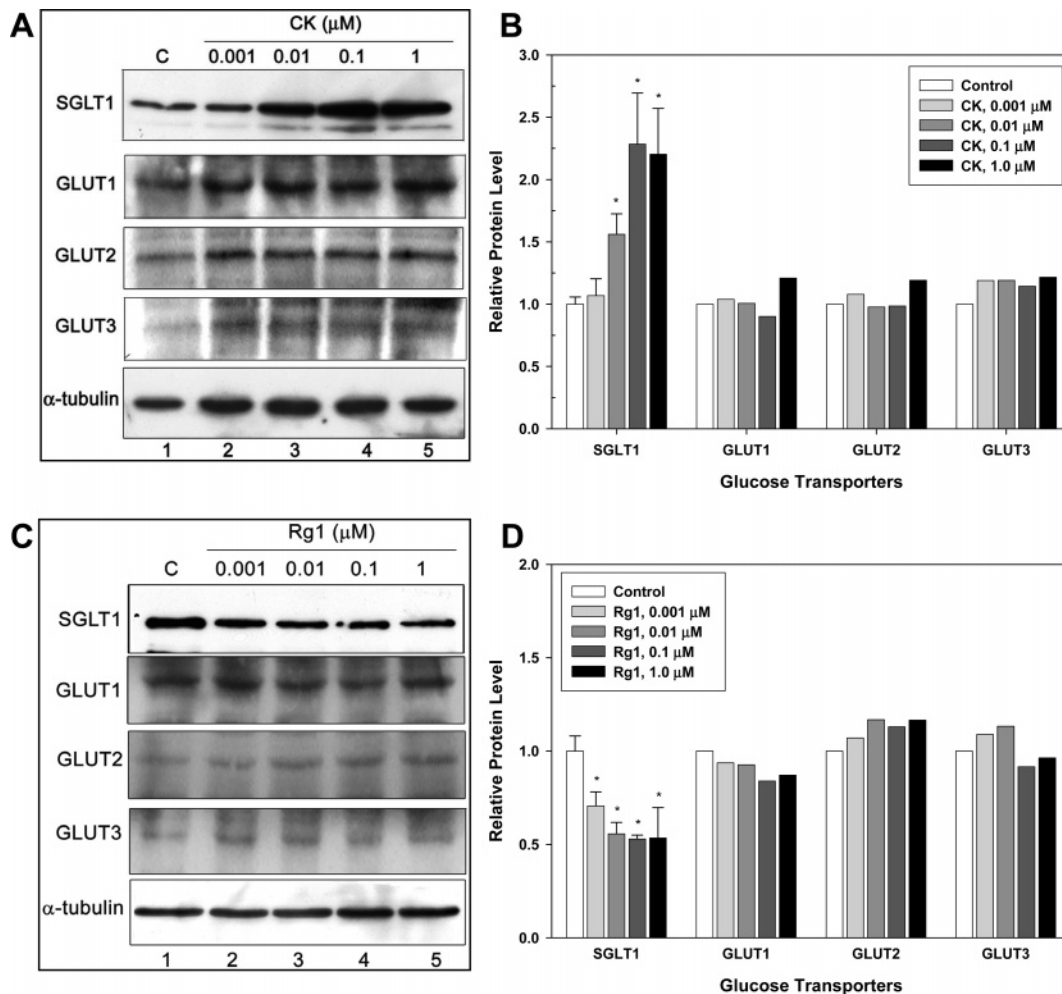 A
CK (μM)
C 0.001 0.01 0.1 1
SGLT1
GLUT1
GLUT2
GLUT3
α-tubulin
1 2 3 4 5
B
3.0
2.5
2.0
1.5
1.0
0.5
0.0
Relative Protein Level
Control
CK, 0.001 μM
CK, 0.01 μM
CK, 0.1 μM
CK, 1.0 μM
* * *
SGLT1 GLUT1 GLUT2 GLUT3
Glucose Transporters
C
Rg1 (μM)
C 0.001 0.01 0.1 1
SGLT1
GLUT1
GLUT2
GLUT3
α-tubulin
1 2 3 4 5
D
2.0
1.5
1.0
0.5
0.0
Relative Protein Level
Control
Rg1, 0.001 μM
Rg1, 0.01 μM
Rg1, 0.1 μM
Rg1, 1.0 μM
* * * *
SGLT1 GLUT1 GLUT2 GLUT3
Glucose Transporters